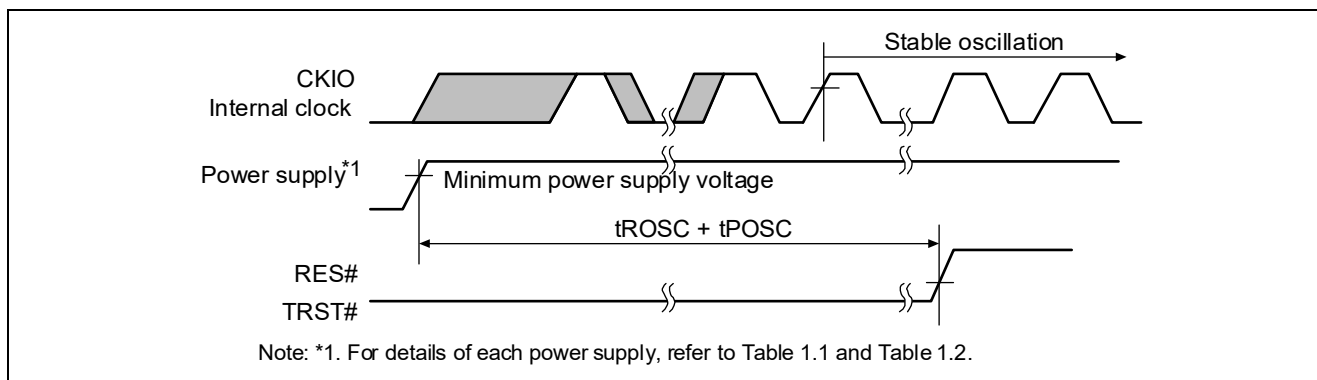 Stable oscillation
CKIO
Internal clock
Power supply*1
Minimum power supply voltage
tROSC + tPOSC
RES#
TRST#
Note: *1. For details of each power supply, refer to Table 1.1 and Table 1.2.